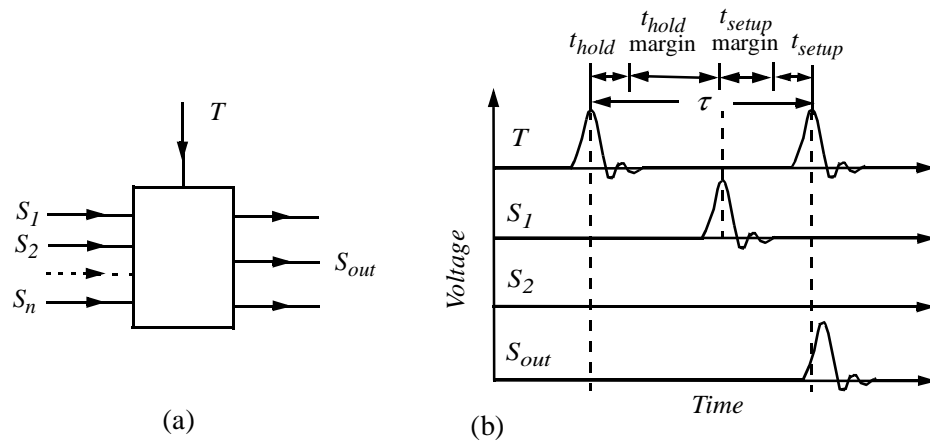 T
S1
S2
Sn
Sout
(a)
thold
thold
margin
tsetup
margin
tsetup
τ
T
S1
S2
Sout
Voltage
Time
(b)